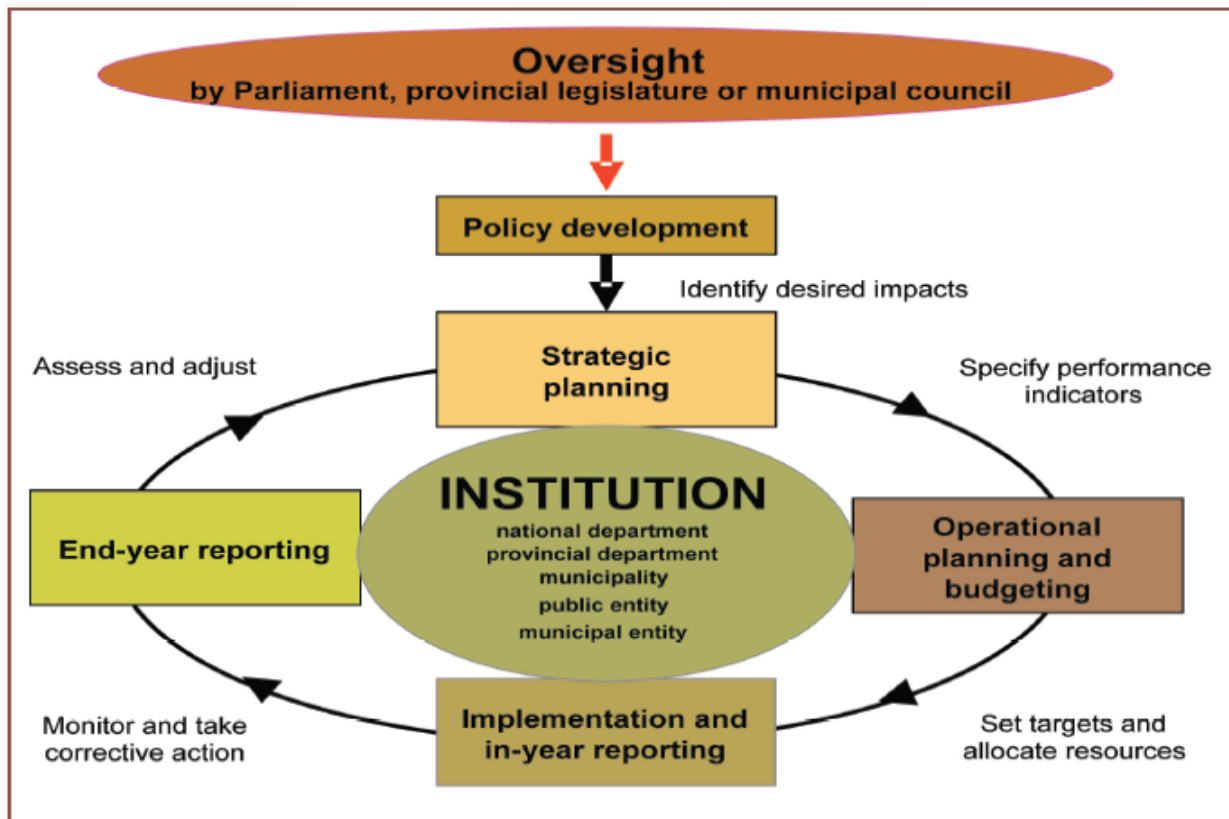 Oversight
by Parliament, provincial legislature or municipal council
Policy development
Identify desired impacts
Strategic
planning
Assess and adjust
Specify performance
indicators
INSTITUTION
national department
provincial department
municipality
public entity
municipal entity
End-year reporting
Operational
planning and
budgeting
Implementation and
in-year reporting
Monitor and take
corrective action
Set targets and
allocate resources